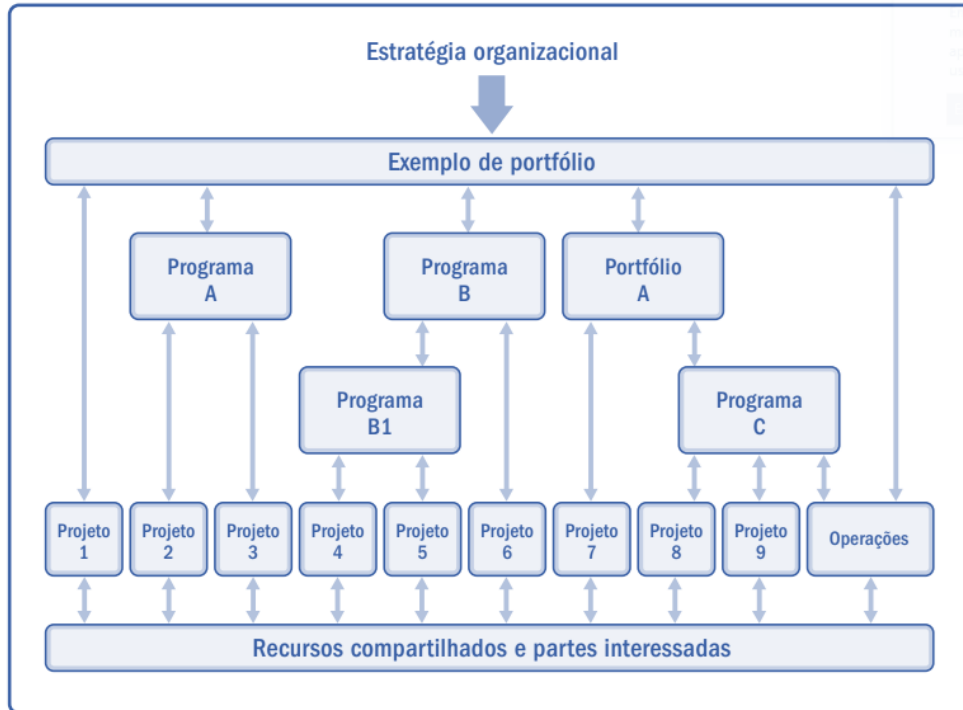 Estratégia organizacional
Exemplo de portfólio
Programa
A
Programa
B
Portfólio
A
Programa
B1
Programa
C
Projeto
1
Projeto
2
Projeto
3
Projeto
4
Projeto
5
Projeto
6
Projeto
7
Projeto
8
Projeto
9
Operações
Recursos compartilhados e partes interessadas